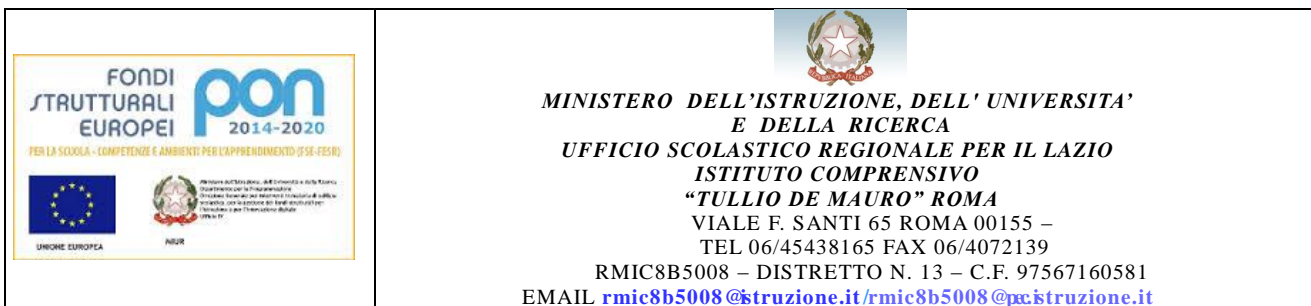 FONDI
STRUTTURALI
EUROPEI
pon
2014-2020
PER LA SCUOLA - COMPETENZE E AMBIENTI PER L'APPRENDIMENTO (FSE-FESR)
UNIONE EUROPEA
MIUR
MINISTERO DELL'ISTRUZIONE, DELL' UNIVERSITA'
E DELLA RICERCA
UFFICIO SCOLASTICO REGIONALE PER IL LAZIO
ISTITUTO COMPRENSIVO
“TULLIO DE MAURO” ROMA
VIALE F. SANTI 65 ROMA 00155 –
TEL 06/45438165 FAX 06/4072139
RMIC8B5008 – DISTRETTO N. 13 – C.F. 97567160581
EMAIL rmic8b5008@istruzione.it/rmic8b5008@pec.istruzione.it